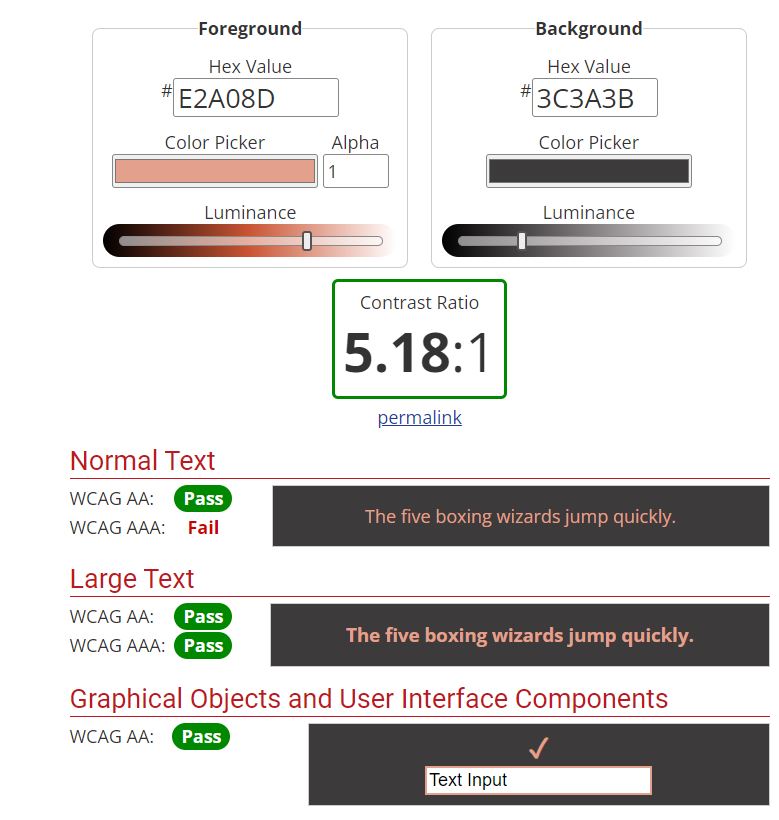 Foreground
Background
Hex Value
Hex Value
# E2A08D
# 3C3A3B
Color Picker Alpha
Color Picker
1
Luminance
Luminance
Contrast Ratio
5.18:1
permalink
Normal Text
WCAG AA: Pass
WCAG AAA: Fail
The five boxing wizards jump quickly.
Large Text
WCAG AA: Pass
WCAG AAA: Pass
The five boxing wizards jump quickly.
Graphical Objects and User Interface Components
WCAG AA: Pass
✓
Text Input